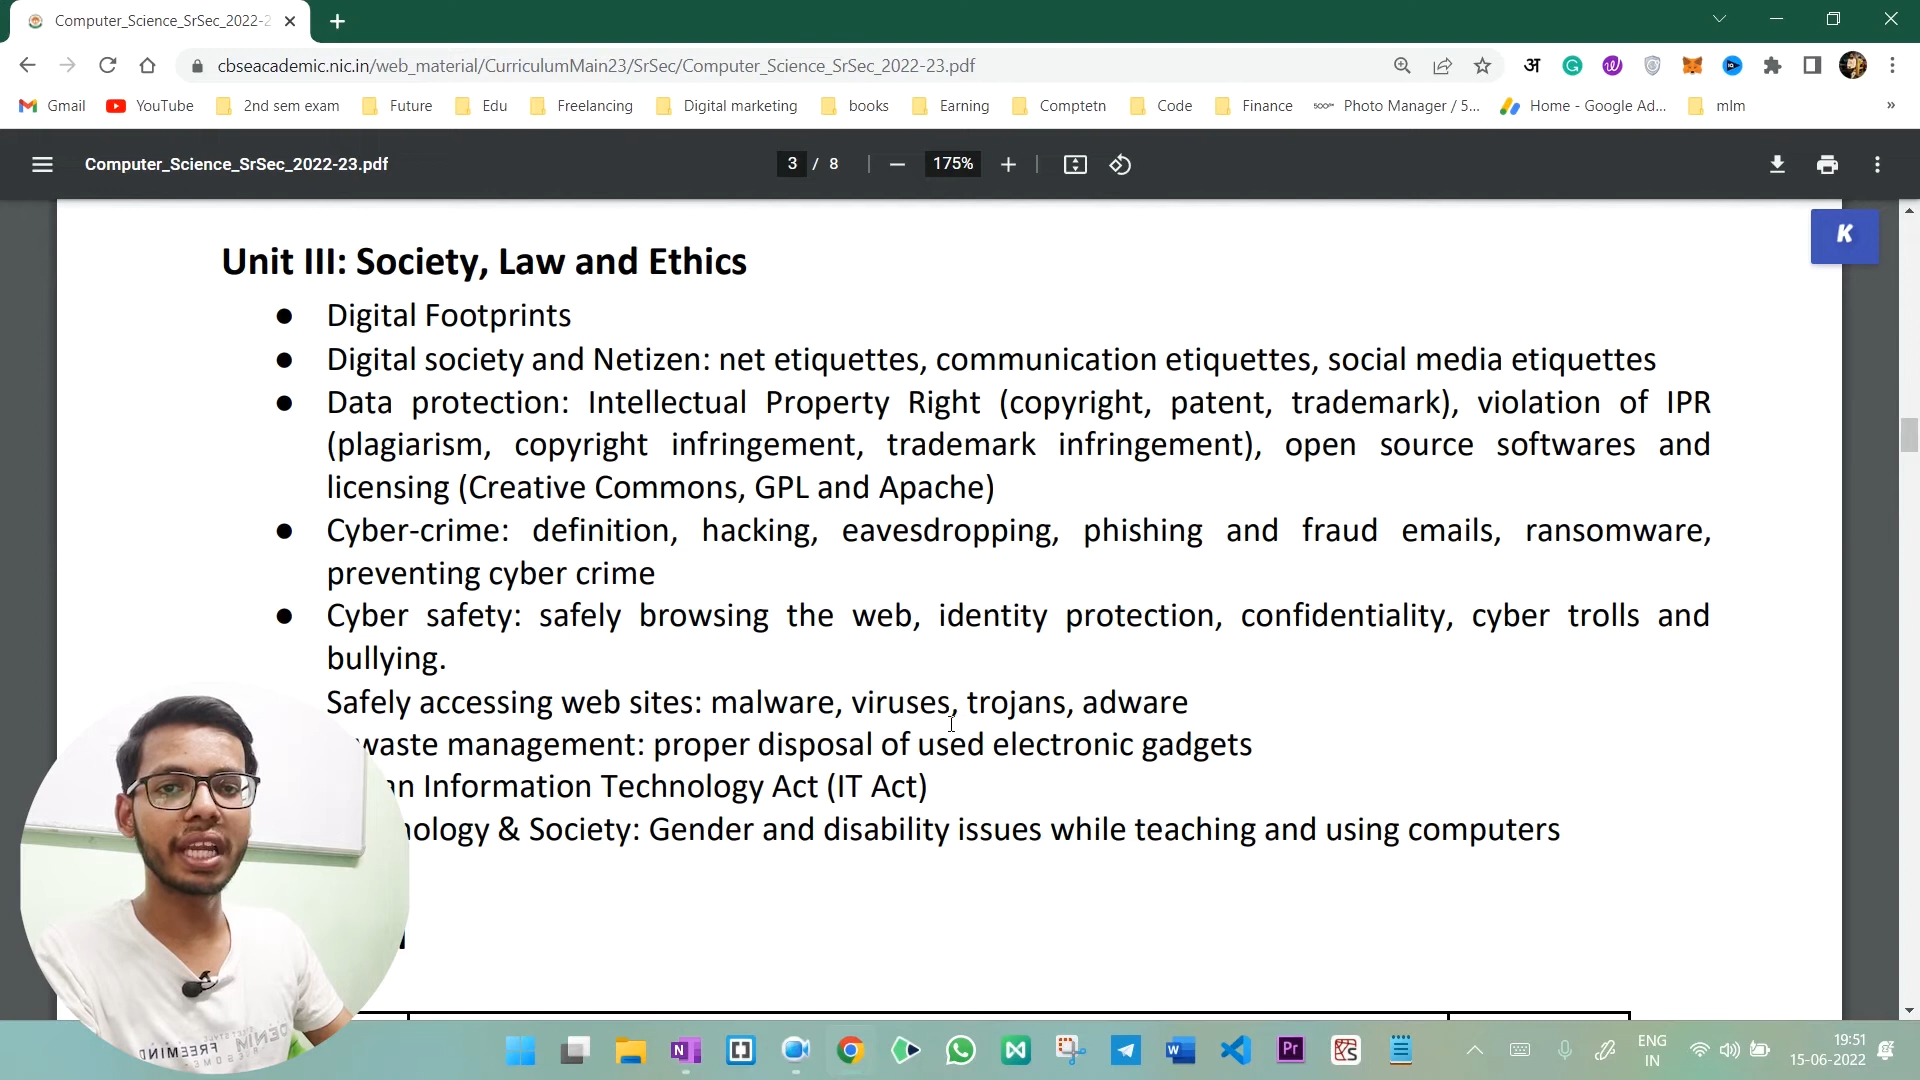 Computer_Science_SrSec_2022-2
cbseacademic.nic.in/web_material/CurriculumMain23/SrSec/Computer_Science_SrSec_2022-23.pdf
अ
Gmail YouTube 2nd sem exam Future Edu Freelancing Digital marketing books Earning Comptetn Code Finance Photo Manager / 5... Home - Google Ad... mlm »
Computer_Science_SrSec_2022-23.pdf 3 / 8 175%
K
Unit III: Society, Law and Ethics
● Digital Footprints
● Digital society and Netizen: net etiquettes, communication etiquettes, social media etiquettes
● Data protection: Intellectual Property Right (copyright, patent, trademark), violation of IPR
(plagiarism, copyright infringement, trademark infringement), open source softwares and
licensing (Creative Commons, GPL and Apache)
● Cyber-crime: definition, hacking, eavesdropping, phishing and fraud emails, ransomware,
preventing cyber crime
● Cyber safety: safely browsing the web, identity protection, confidentiality, cyber trolls and
bullying.
Safely accessing web sites: malware, viruses, trojans, adware
waste management: proper disposal of used electronic gadgets
an Information Technology Act (IT Act)
nology & Society: Gender and disability issues while teaching and using computers
ENG
IN
19:51
15-06-2022